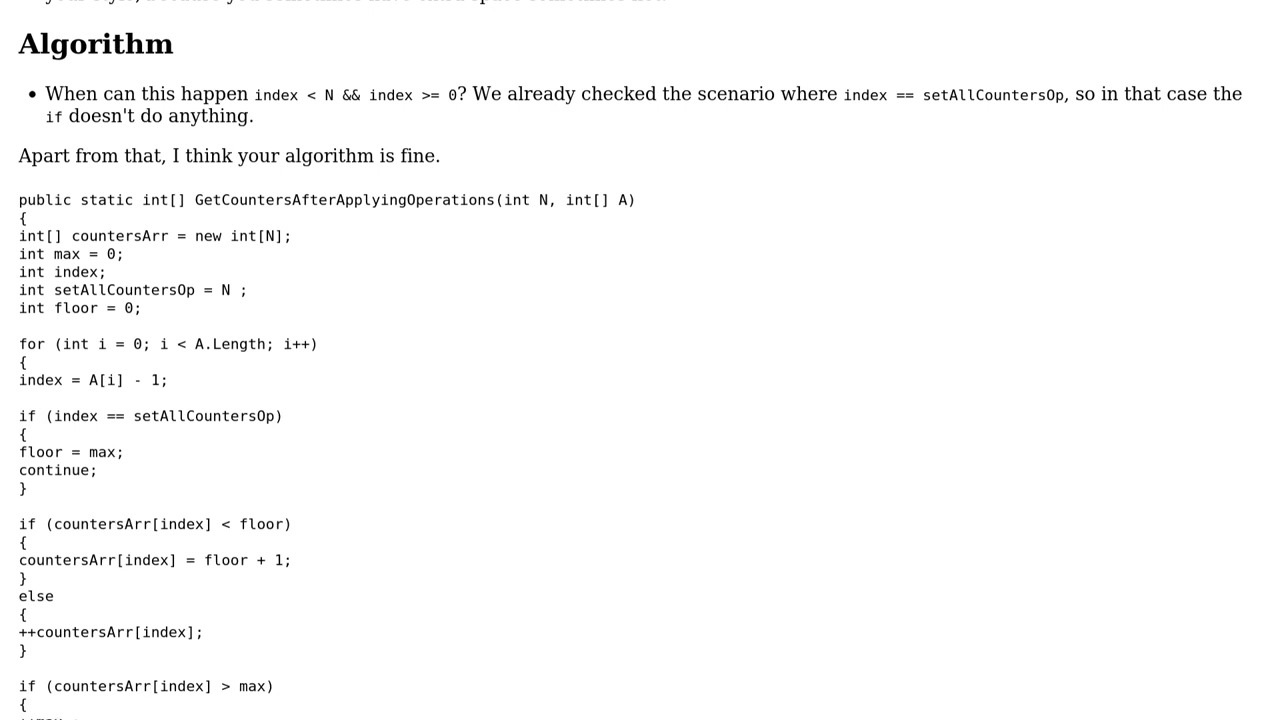 Algorithm
• When can this happen index < N && index >= 0? We already checked the scenario where index == setAllCountersOp, so in that case the
if doesn't do anything.
Apart from that, I think your algorithm is fine.
public static int[] GetCountersAfterApplyingOperations(int N, int[] A)
{
int[] countersArr = new int[N];
int max = 0;
int index;
int setAllCountersOp = N ;
int floor = 0;
for (int i = 0; i < A.Length; i++)
{
index = A[i] - 1;
if (index == setAllCountersOp)
{
floor = max;
continue;
}
if (countersArr[index] < floor)
{
countersArr[index] = floor + 1;
}
else
{
++countersArr[index];
}
if (countersArr[index] > max)
{